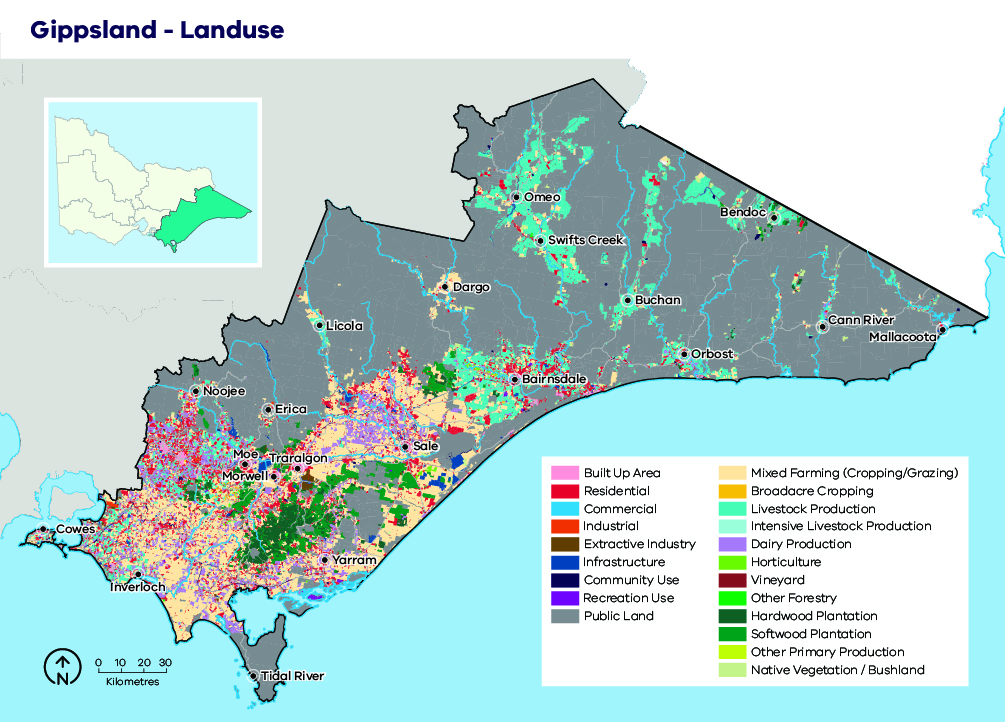 Gippsland - Landuse
Omeo
Bendoc
Swifts Creek
Dargo
Buchan
Licola
Cann River
Mallacoota
Orbost
Bairnsdale
Noojee
Erica
Sale
Moe
Traralgon
Morwell
Cowes
Yarram
Inverloch
Tidal River
N
0 10 20 30
Kilometres
Built Up Area
Residential
Commercial
Industrial
Extractive Industry
Infrastructure
Community Use
Recreation Use
Public Land
Mixed Farming (Cropping/Grazing)
Broadacre Cropping
Livestock Production
Intensive Livestock Production
Dairy Production
Horticulture
Vineyard
Other Forestry
Hardwood Plantation
Softwood Plantation
Other Primary Production
Native Vegetation / Bushland